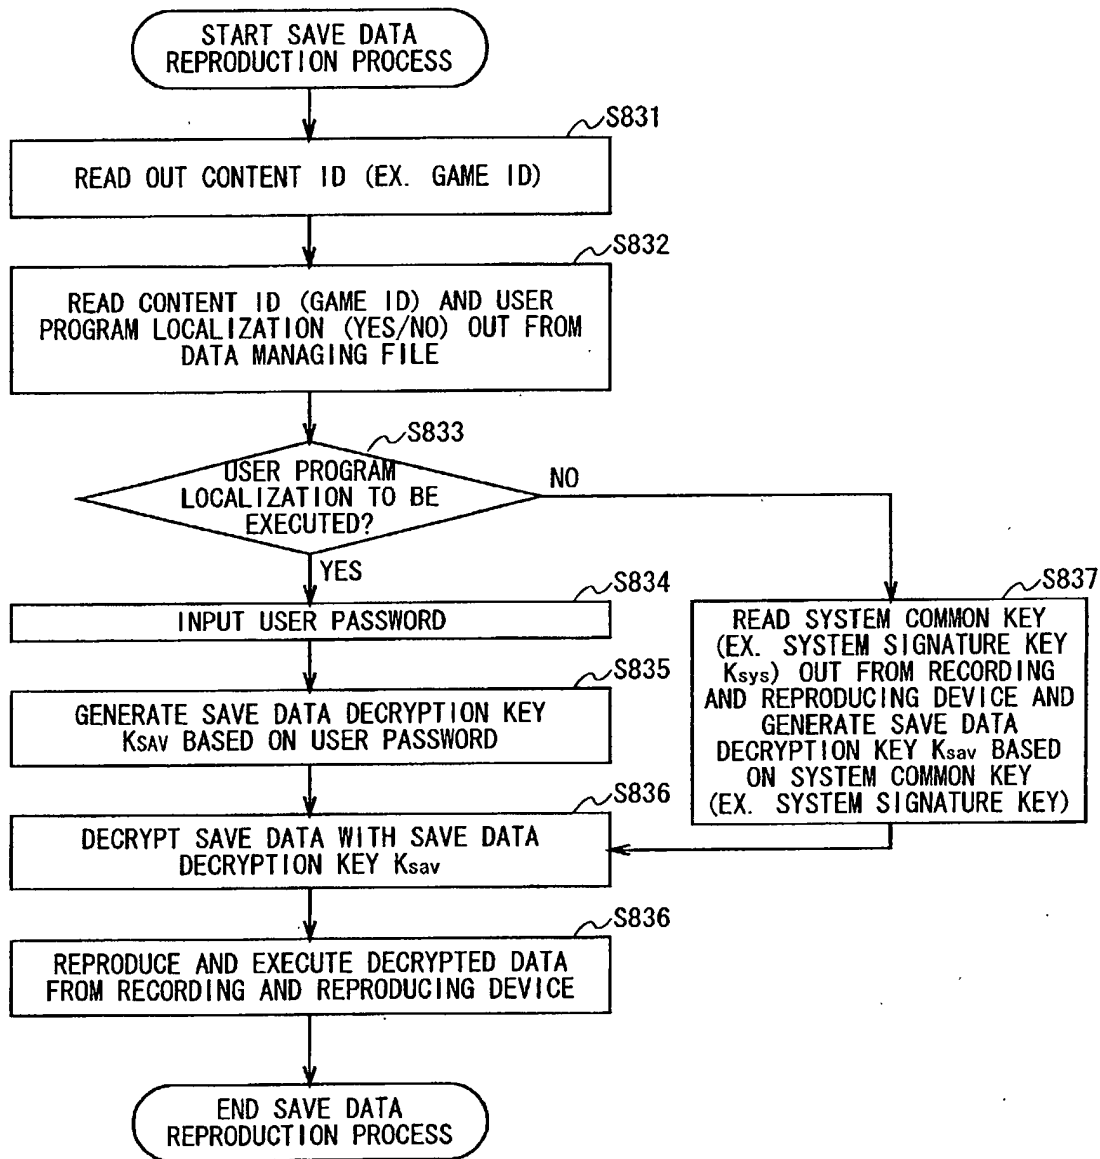 START SAVE DATA
REPRODUCTION PROCESS
S831
READ OUT CONTENT ID (EX. GAME ID)
S832
READ CONTENT ID (GAME ID) AND USER
PROGRAM LOCALIZATION (YES/NO) OUT FROM
DATA MANAGING FILE
S833
USER PROGRAM
LOCALIZATION TO BE
EXECUTED?
NO
YES
S834
INPUT USER PASSWORD
S835
GENERATE SAVE DATA DECRYPTION KEY
KSAV BASED ON USER PASSWORD
S837
READ SYSTEM COMMON KEY
(EX. SYSTEM SIGNATURE KEY
Ksys) OUT FROM RECORDING
AND REPRODUCING DEVICE AND
GENERATE SAVE DATA
DECRYPTION KEY Ksav BASED
ON SYSTEM COMMON KEY
(EX. SYSTEM SIGNATURE KEY)
S836
DECRYPT SAVE DATA WITH SAVE DATA
DECRYPTION KEY Ksav
S836
REPRODUCE AND EXECUTE DECRYPTED DATA
FROM RECORDING AND REPRODUCING DEVICE
END SAVE DATA
REPRODUCTION PROCESS